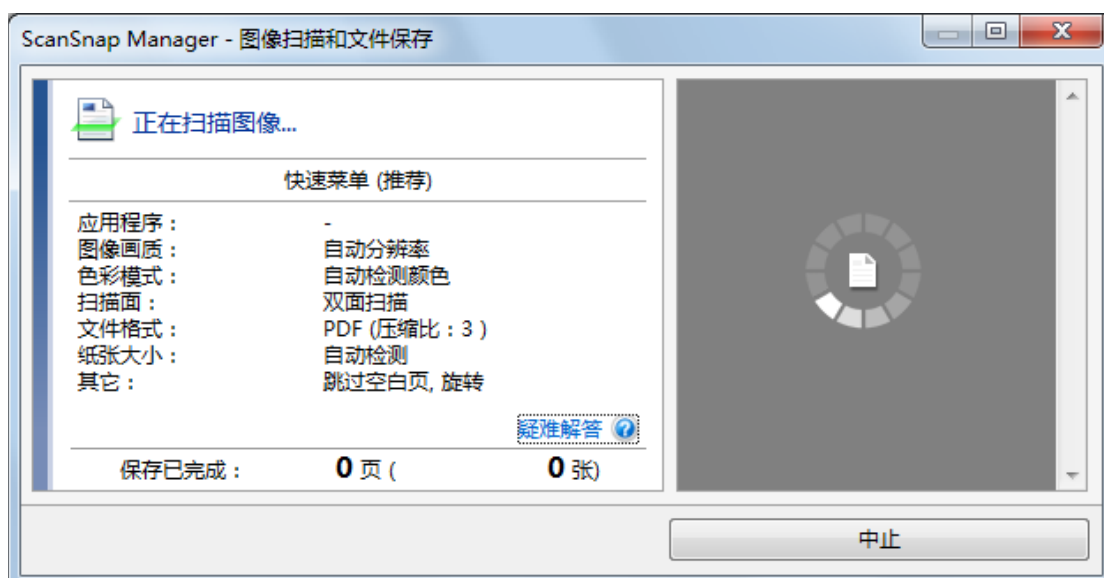 ScanSnap Manager - 图像扫描和文件保存
正在扫描图像...
快速菜单 (推荐)
应用程序： -
图像画质： 自动分辨率
色彩模式： 自动检测颜色
扫描面： 双面扫描
文件格式： PDF (压缩比：3 )
纸张大小： 自动检测
其它： 跳过空白页, 旋转
疑难解答
保存已完成： 0 页 ( 0 张)
中止